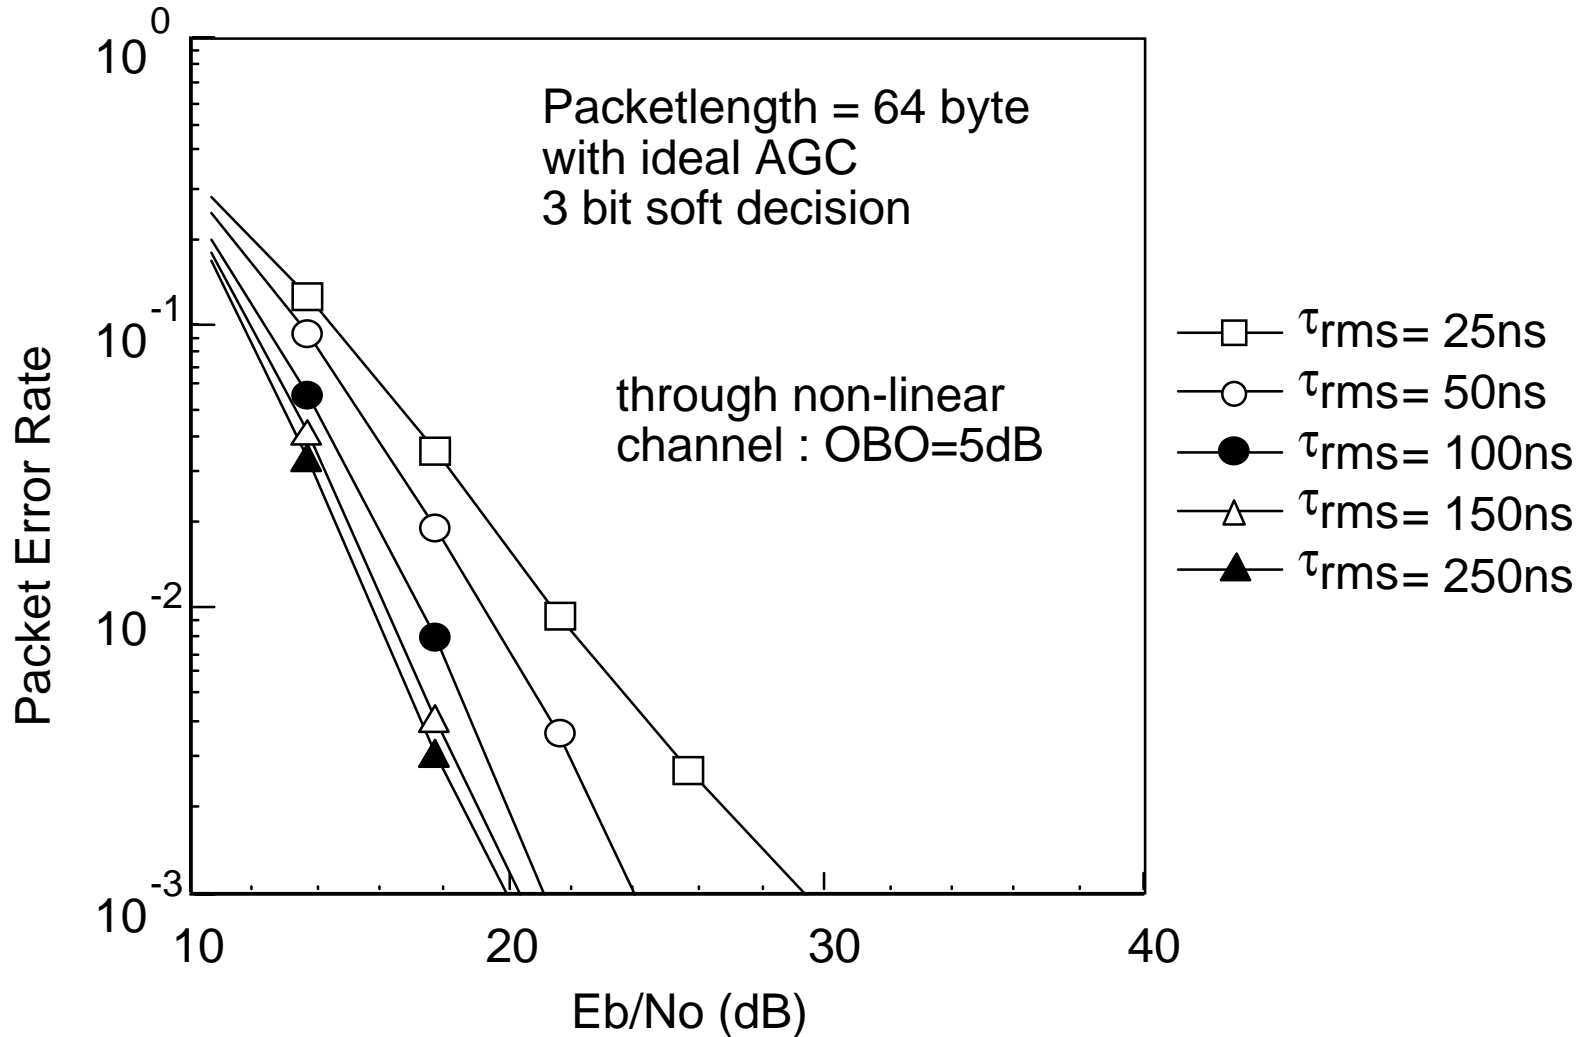 10^0
Packetlength = 64 byte
with ideal AGC
3 bit soft decision
10^-1
through non-linear
channel : OBO=5dB
10^-2
10^-3
10 20 30 40
Eb/No (dB)
Packet Error Rate
τrms= 25ns
τrms= 50ns
τrms= 100ns
τrms= 150ns
τrms= 250ns